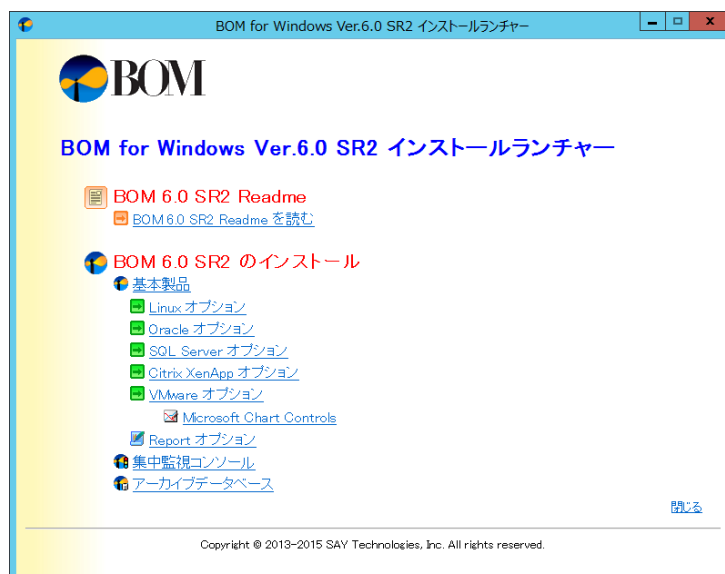 BOM for Windows Ver.6.0 SR2 インストールランチャー
BOM
BOM for Windows Ver.6.0 SR2 インストールランチャー
BOM 6.0 SR2 Readme
BOM 6.0 SR2 Readme を読む
BOM 6.0 SR2 のインストール
基本製品
Linux オプション
Oracle オプション
SQL Server オプション
Citrix XenApp オプション
VMware オプション
Microsoft Chart Controls
Report オプション
集中監視コンソール
アーカイブデータベース
閉じる
Copyright © 2013-2015 SAY Technologies, Inc. All rights reserved.